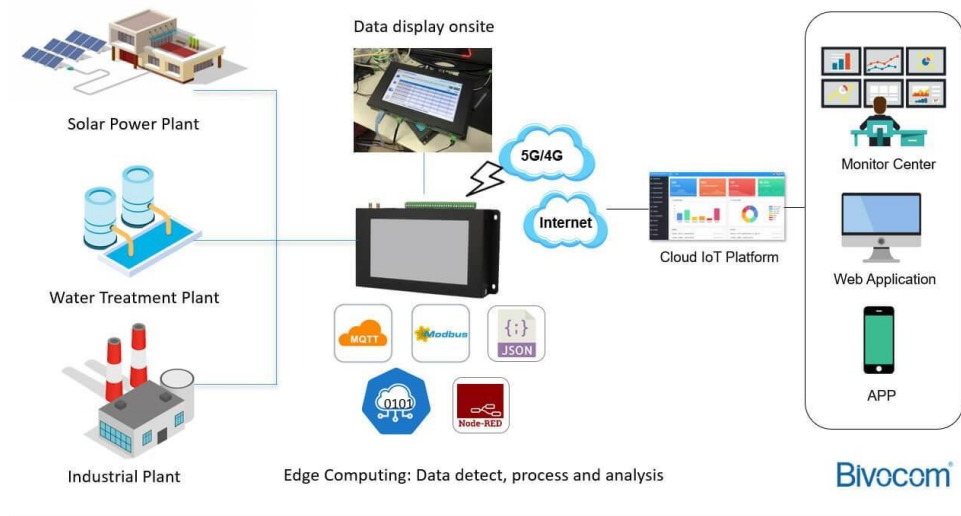 Data display onsite
Solar Power Plant
5G/4G
Internet
Monitor Center
Cloud IoT Platform
Web Application
Water Treatment Plant
MQTT
Modbus
{;}
JSON
0101
Node-RED
APP
Industrial Plant
Edge Computing: Data detect, process and analysis
Bivocom®